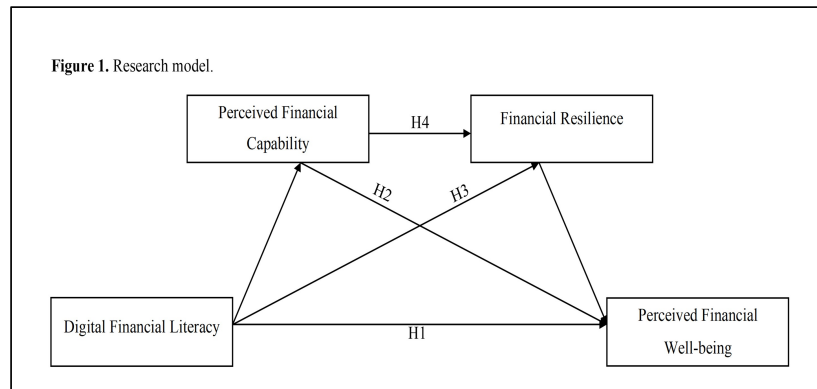 Figure 1. Research model.
Perceived Financial
Capability
H4
Financial Resilience
H2
H3
Digital Financial Literacy
H1
Perceived Financial
Well-being